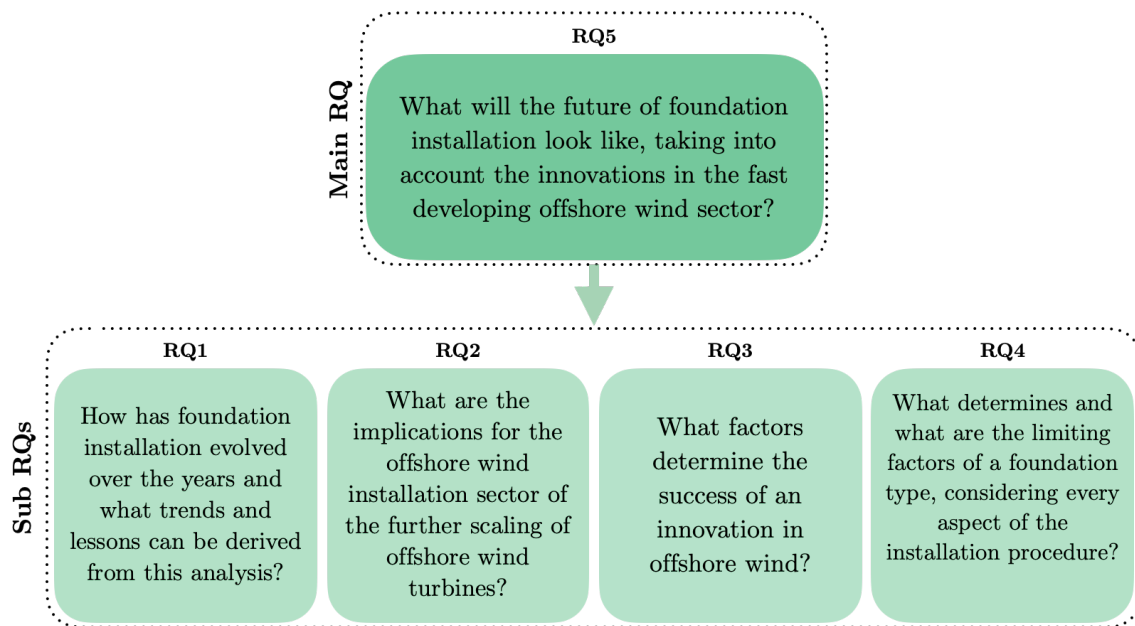 RQ5
Main RQ
What will the future of foundation
installation look like, taking into
account the innovations in the fast
developing offshore wind sector?
Sub RQs
RQ1
How has foundation
installation evolved
over the years and
what trends and
lessons can be derived
from this analysis?
RQ2
What are the
implications for the
offshore wind
installation sector of
the further scaling of
offshore wind
turbines?
RQ3
What factors
determine the
success of an
innovation in
offshore wind?
RQ4
What determines and
what are the limiting
factors of a foundation
type, considering every
aspect of the
installation procedure?